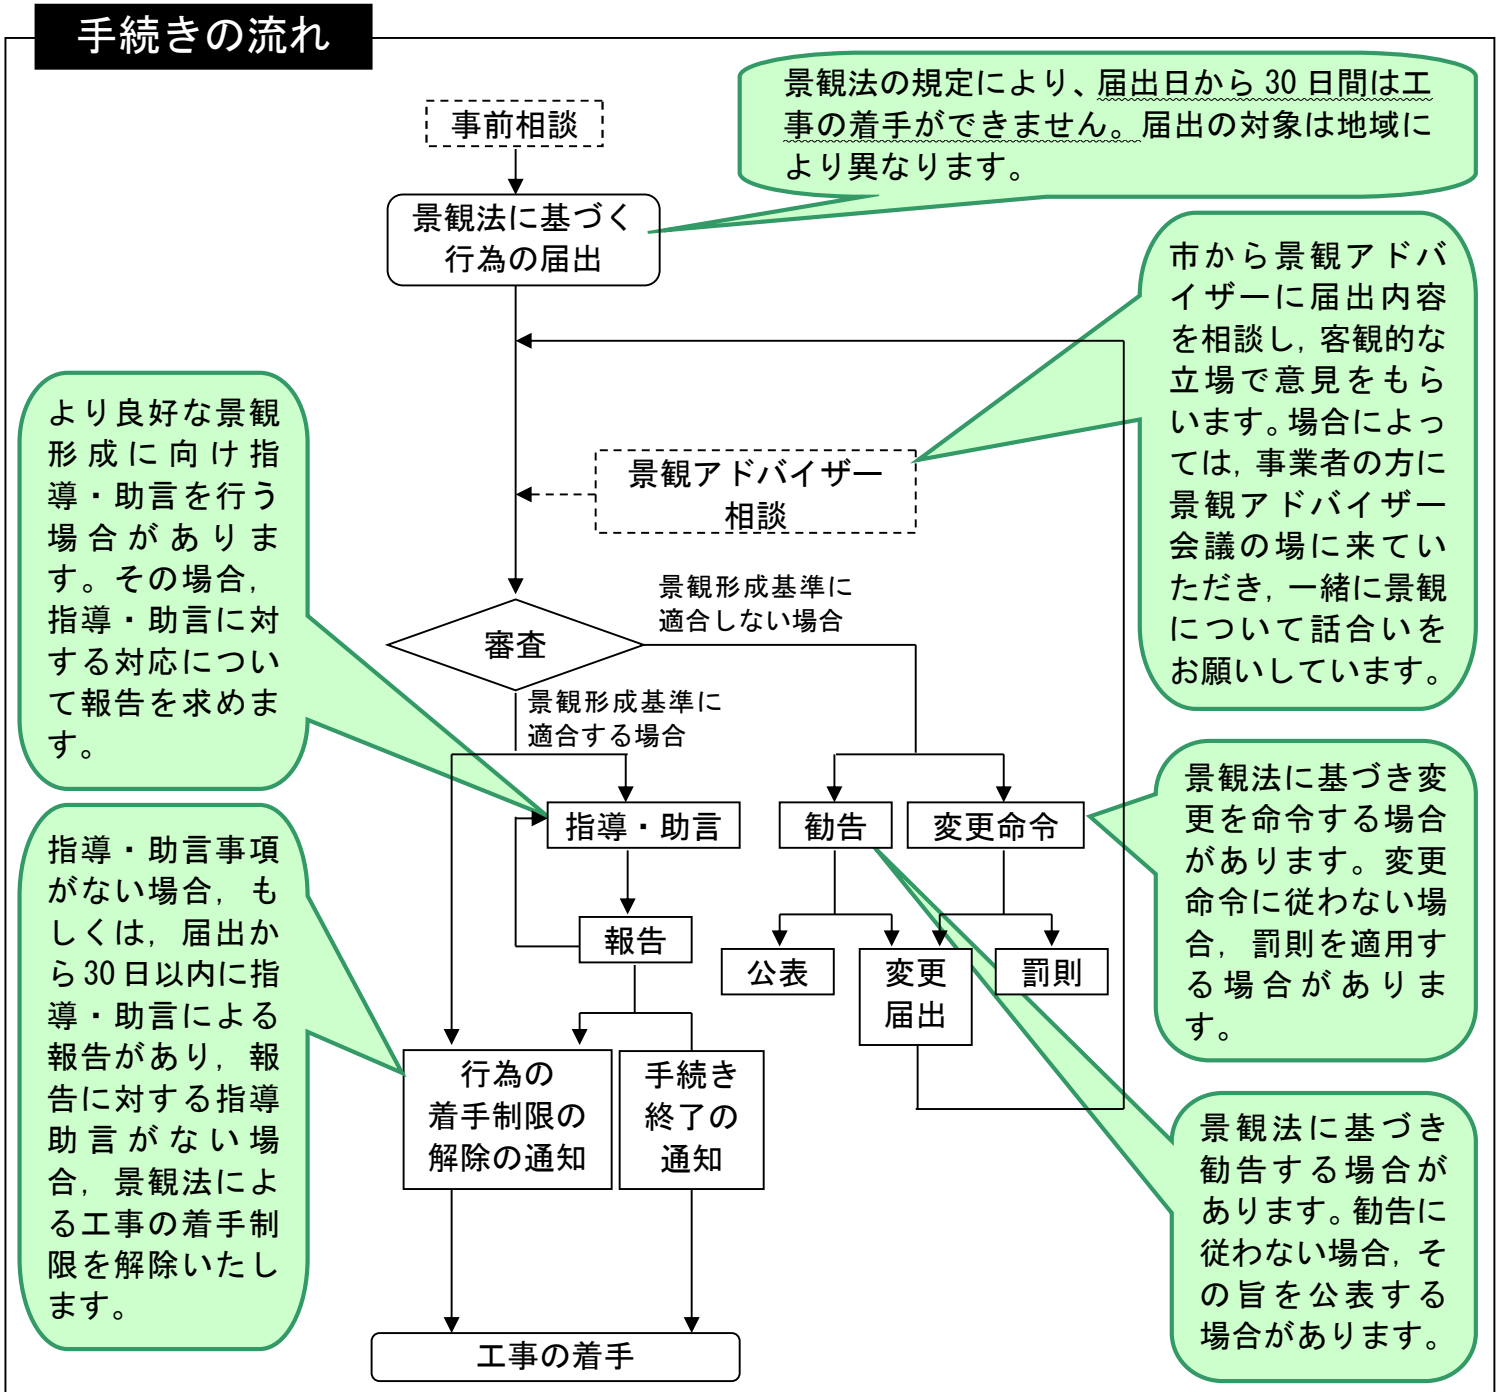 手続きの流れ
景観法の規定により、届出日から 30 日間は工
事の着手ができません。届出の対象は地域に
より異なります。
事前相談
景観法に基づく
行為の届出
市から景観アドバ
イザーに届出内容
を相談し，客観的な
立場で意見をもら
います。場合によっ
ては，事業者の方に
景観アドバイザー
会議の場に来てい
ただき，一緒に景観
について話合いを
お願いしています。
より良好な景観
形成に向け指
導・助言を行う
場合がありま
す。その場合，
指導・助言に対
する対応につい
て報告を求めま
す。
景観アドバイザー
相談
景観形成基準に
適合しない場合
審査
景観形成基準に
適合する場合
指導・助言
勧告
変更命令
景観法に基づき変
更を命令する場合
があります。変更
命令に従わない場
合，罰則を適用す
る場合がありま
す。
指導・助言事項
がない場合，も
しくは，届出か
ら 30 日以内に指
導・助言による
報告があり，報
告に対する指導
助言がない場
合，景観法によ
る工事の着手制
限を解除いたし
ます。
報告
公表
変更
届出
罰則
行為の
着手制限の
解除の通知
手続き
終了の
通知
景観法に基づき
勧告する場合が
あります。勧告に
従わない場合，そ
の旨を公表する
場合があります。
工事の着手